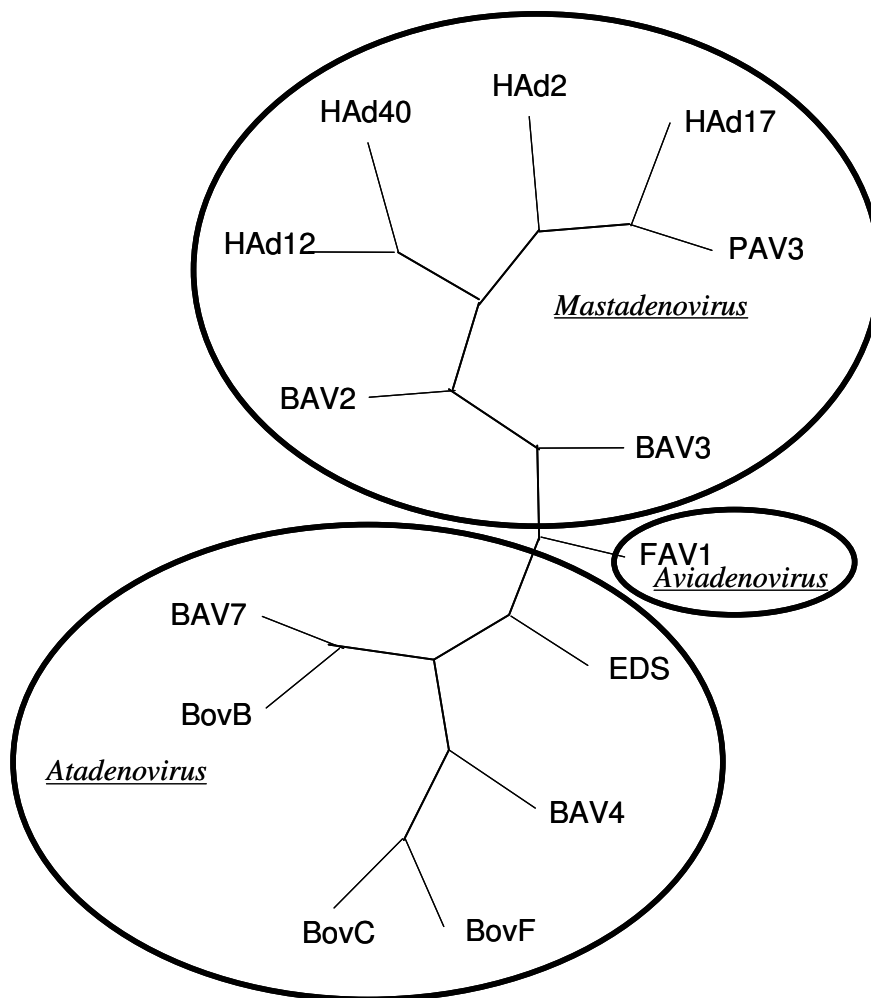 HAd2
HAd40
HAd17
HAd12
PAV3
Mastadenovirus
BAV2
BAV3
FAV1
Aviadenovirus
BAV7
EDS
BovB
Atadenovirus
BAV4
BovC
BovF